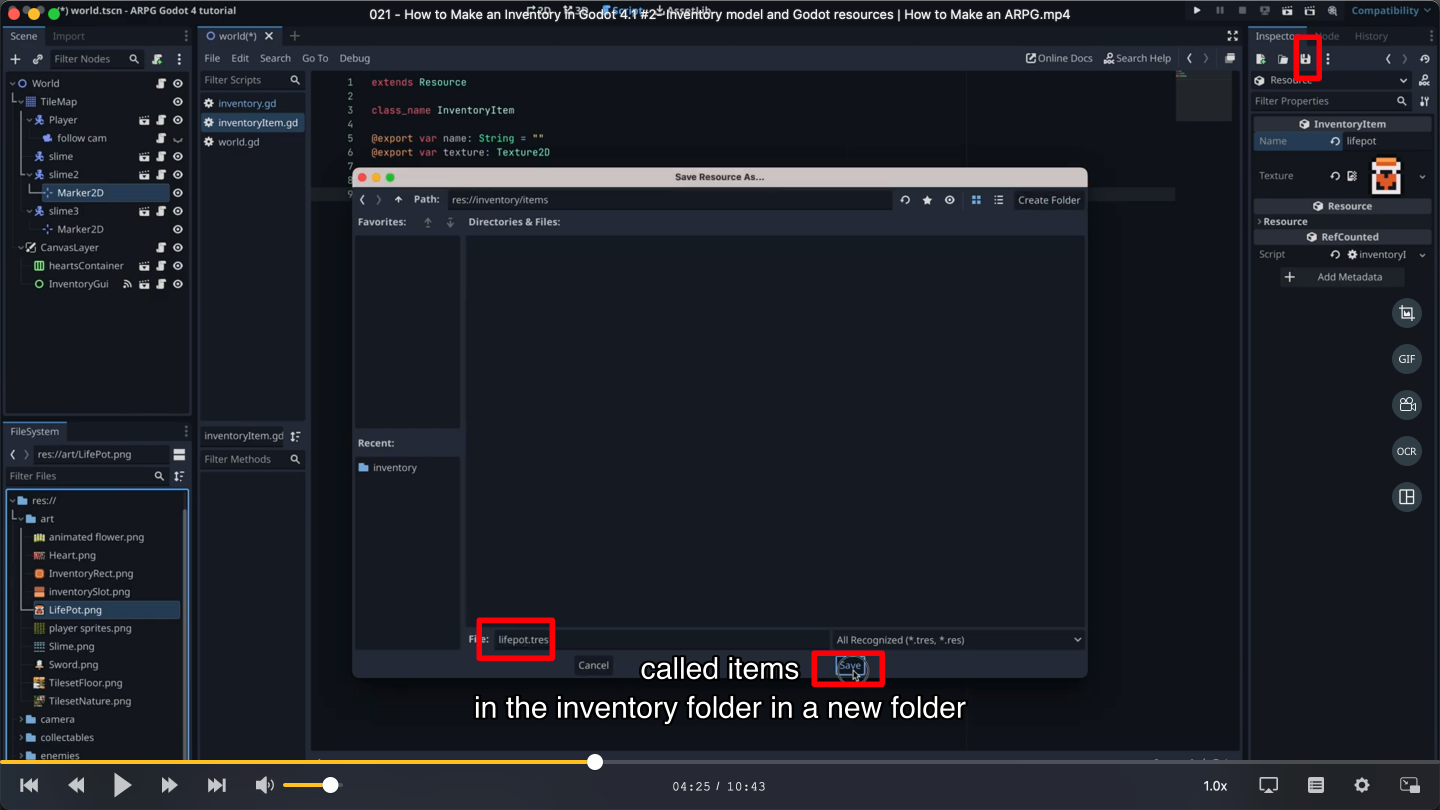 (*) world.tscn - ARPG Godot 4 tutorial
021 - How to Make an Inventory in Godot 4.1 #2- Inventory model and Godot resources | How to Make an ARPG.mp4
Compatibility
Scene
Import
Filter Nodes
World
TileMap
Player
follow cam
slime
slime2
Marker2D
slime3
Marker2D
CanvasLayer
heartsContainer
InventoryGui
world(*)
File
Edit
Search
Go To
Debug
Online Docs
Search Help
Filter Scripts
inventory.gd
inventoryItem.gd
world.gd
inventoryItem.gd
Filter Methods
1 extends Resource
2
3 class_name InventoryItem
4
5 @export var name: String = ""
6 @export var texture: Texture2D
7
9
Save Resource As...
Path:
res://inventory/items
Create Folder
Favorites:
Directories & Files:
Recent:
inventory
File:
lifepot.tres
All Recognized (*.tres, *.res)
Cancel
Save
called items
in the inventory folder in a new folder
Inspector
Node
History
Resource
Filter Properties
InventoryItem
Name
lifepot
Texture
Resource
Resource
RefCounted
Script
inventoryI
Add Metadata
GIF
OCR
FileSystem
res://art/LifePot.png
Filter Files
res://
art
animated flower.png
Heart.png
InventoryRect.png
inventorySlot.png
LifePot.png
player sprites.png
Slime.png
Sword.png
TilesetFloor.png
TilesetNature.png
camera
collectables
enemies
04:25 / 10:43
1.0x